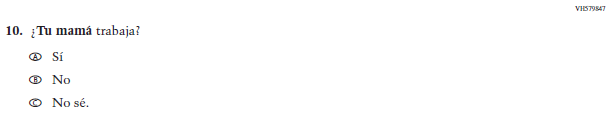 VH579847
10. ¿Tu mamá trabaja?
A Sí
B No
C No sé.